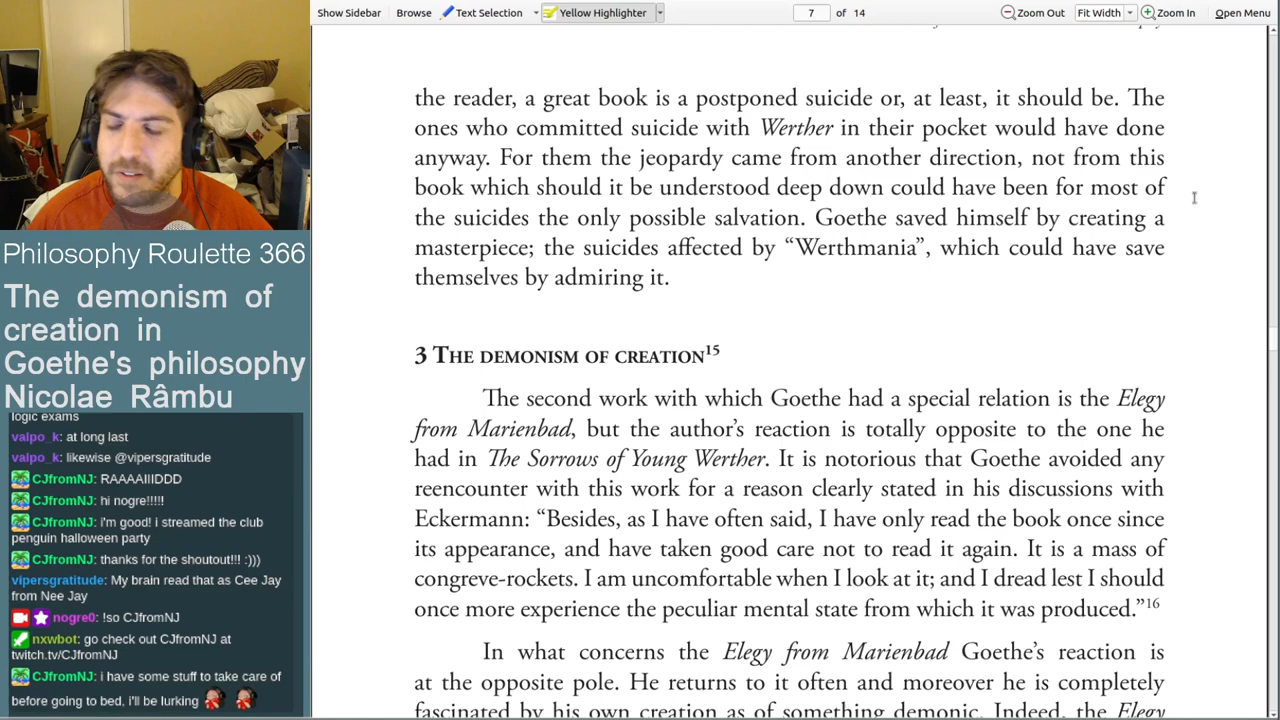 Show Sidebar Browse Text Selection Yellow Highlighter 7 of 14 Zoom Out Fit Width Zoom In Open Menu
the reader, a great book is a postponed suicide or, at least, it should be. The
ones who committed suicide with Werther in their pocket would have done
anyway. For them the jeopardy came from another direction, not from this
book which should it be understood deep down could have been for most of
the suicides the only possible salvation. Goethe saved himself by creating a
masterpiece; the suicides affected by “Werthmania”, which could have save
themselves by admiring it.
3 THE DEMONISM OF CREATION15
The second work with which Goethe had a special relation is the Elegy
from Marienbad, but the author’s reaction is totally opposite to the one he
had in The Sorrows of Young Werther. It is notorious that Goethe avoided any
reencounter with this work for a reason clearly stated in his discussions with
Eckermann: “Besides, as I have often said, I have only read the book once since
its appearance, and have taken good care not to read it again. It is a mass of
congreve-rockets. I am uncomfortable when I look at it; and I dread lest I should
once more experience the peculiar mental state from which it was produced.”16
In what concerns the Elegy from Marienbad Goethe’s reaction is
at the opposite pole. He returns to it often and moreover he is completely
fascinated by his own creation as of something demonic. Indeed, the Elegy
Philosophy Roulette 366
The demonism of
creation in
Goethe's philosophy
Nicolae Râmbu
logic exams
valpo_k: at long last
valpo_k: likewise @vipersgratitude
CJfromNJ: RAAAAIIIDDD
CJfromNJ: hi nogre!!!!!
CJfromNJ: i'm good! i streamed the club
penguin halloween party
CJfromNJ: thanks for the shoutout!!! :)))
vipersgratitude: My brain read that as Cee Jay
from Nee Jay
nogre0: !so CJfromNJ
nxwbot: go check out CJfromNJ at
twitch.tv/CJfromNJ
CJfromNJ: i have some stuff to take care of
before going to bed, i'll be lurking